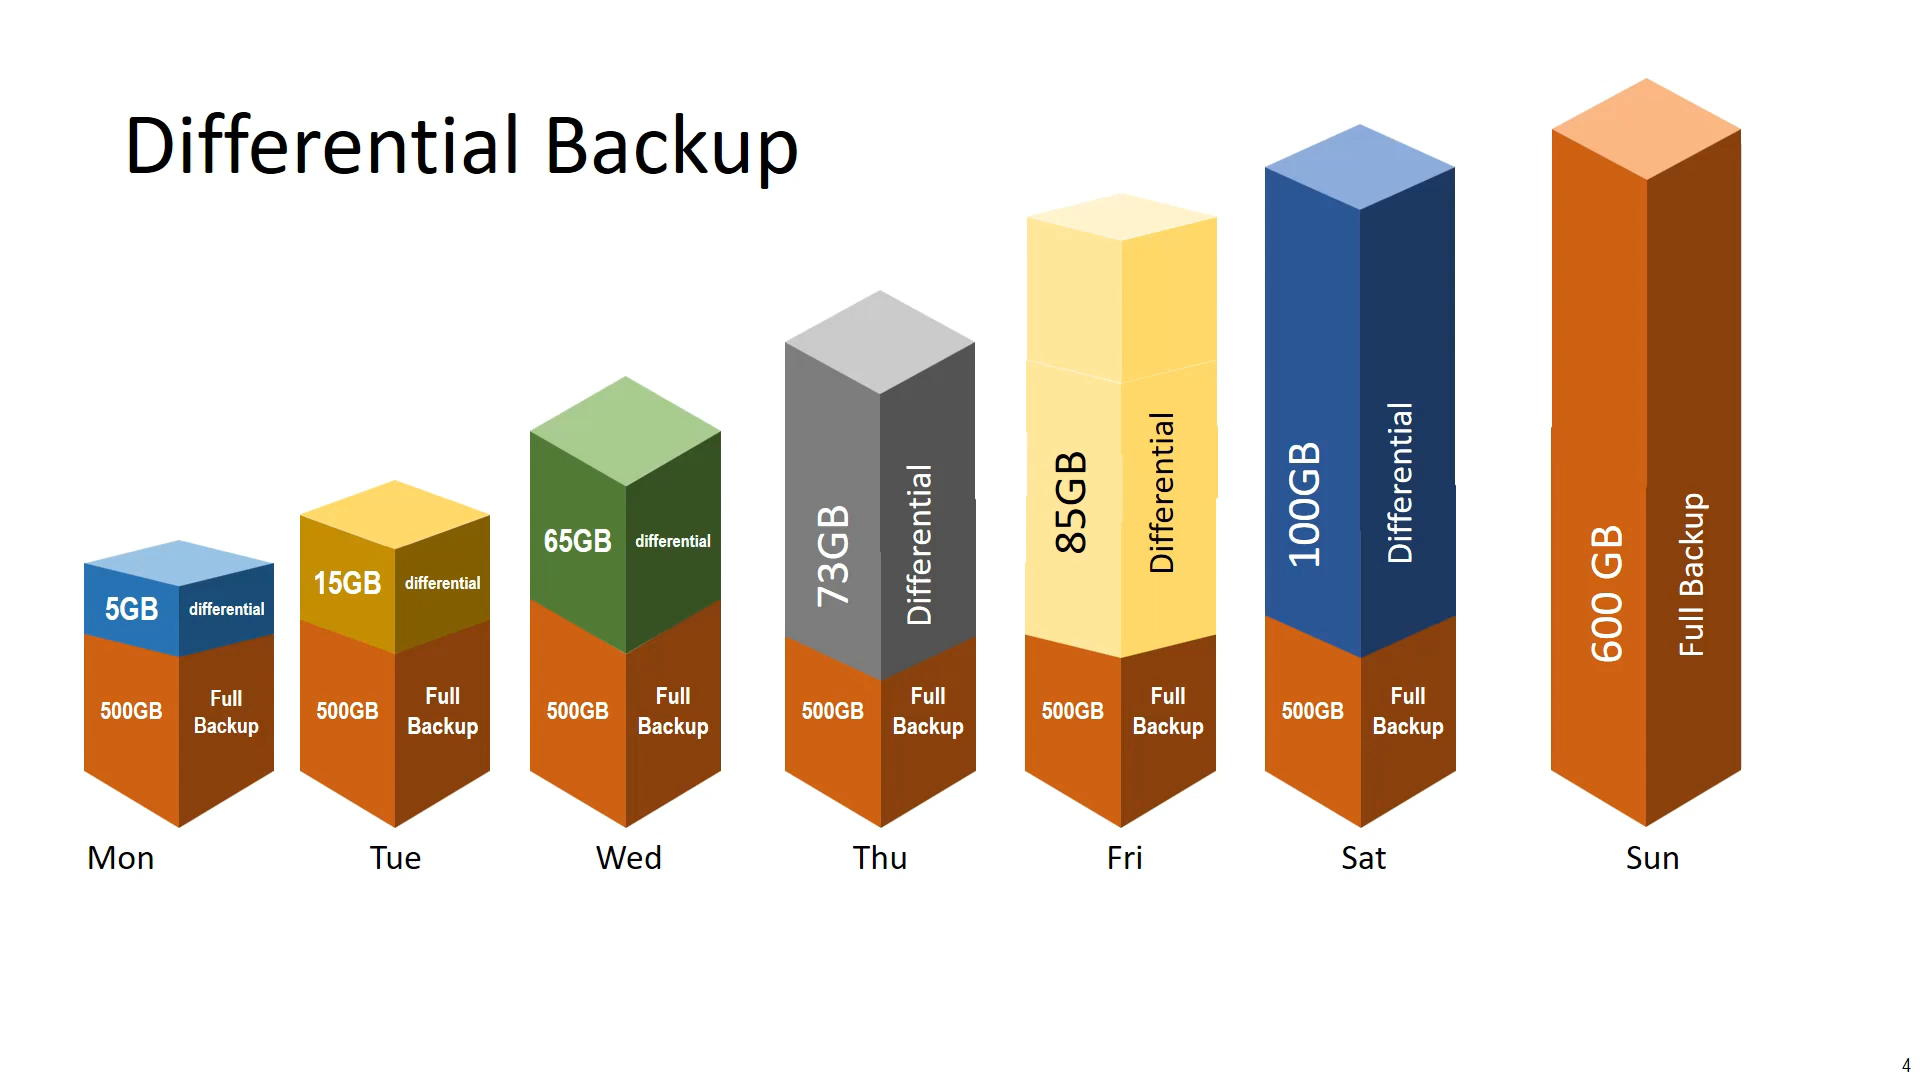 Differential Backup
5GB
differential
500GB
Full
Backup
Mon
15GB
differential
500GB
Full
Backup
Tue
65GB
differential
500GB
Full
Backup
Wed
73GB
Differential
500GB
Full
Backup
Thu
85GB
Differential
500GB
Full
Backup
Fri
100GB
Differential
500GB
Full
Backup
Sat
600 GB
Full Backup
Sun
4